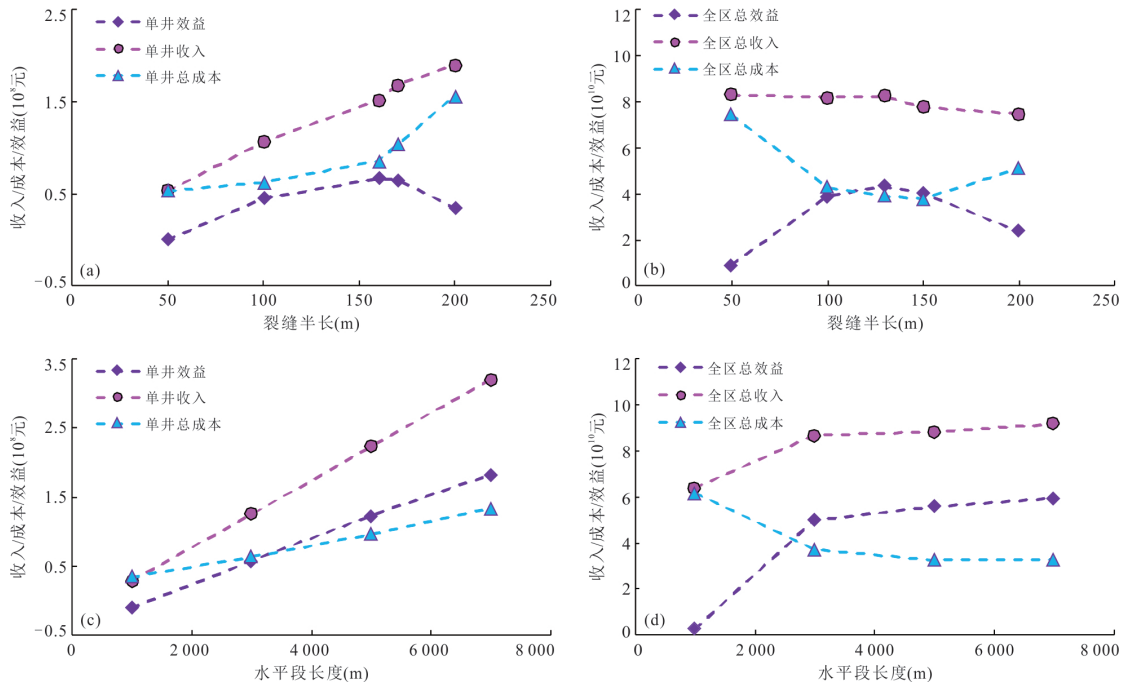 2.5
1.5
0.5
−0.5
收入/成本/效益(10⁸元)
单井效益
单井收入
单井总成本
(a)
0
50
100
150
200
250
裂缝半长(m)
12
10
8
6
4
2
0
收入/成本/效益(10¹⁰元)
全区总效益
全区总收入
全区总成本
(b)
0
50
100
150
200
250
裂缝半长(m)
3.5
2.5
1.5
0.5
−0.5
收入/成本/效益(10⁸元)
单井效益
单井收入
单井总成本
(c)
0
2 000
4 000
6 000
8 000
水平段长度(m)
12
10
8
6
4
2
0
收入/成本/效益(10¹⁰元)
全区总效益
全区总收入
全区总成本
(d)
0
2 000
4 000
6 000
8 000
水平段长度(m)